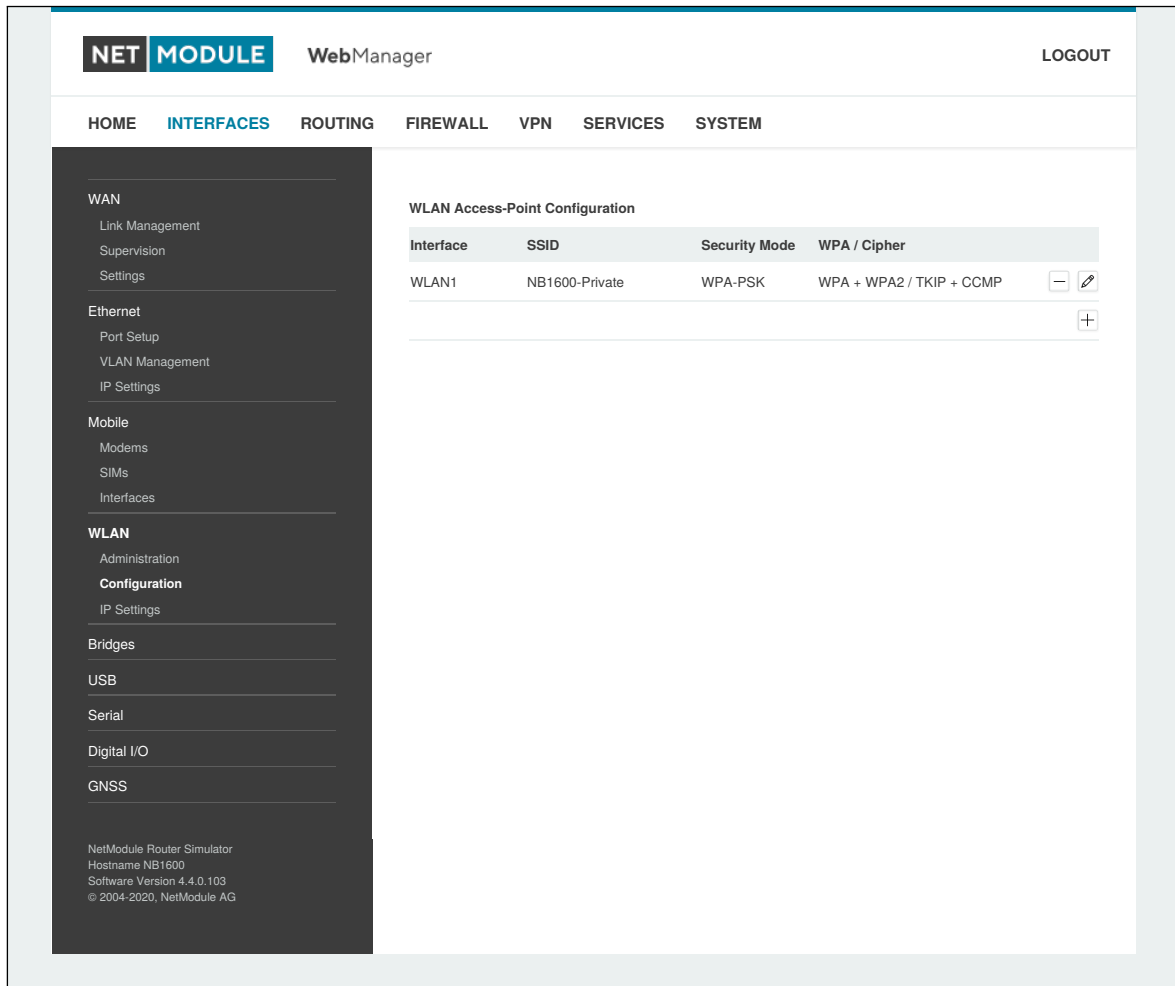 NET MODULE WebManager LOGOUT
HOME INTERFACES ROUTING FIREWALL VPN SERVICES SYSTEM
WAN
Link Management
Supervision
Settings
Ethernet
Port Setup
VLAN Management
IP Settings
Mobile
Modems
SIMs
Interfaces
WLAN
Administration
Configuration
IP Settings
Bridges
USB
Serial
Digital I/O
GNSS
NetModule Router Simulator
Hostname NB1600
Software Version 4.4.0.103
© 2004-2020, NetModule AG
WLAN Access-Point Configuration
Interface SSID Security Mode WPA / Cipher
WLAN1 NB1600-Private WPA-PSK WPA + WPA2 / TKIP + CCMP